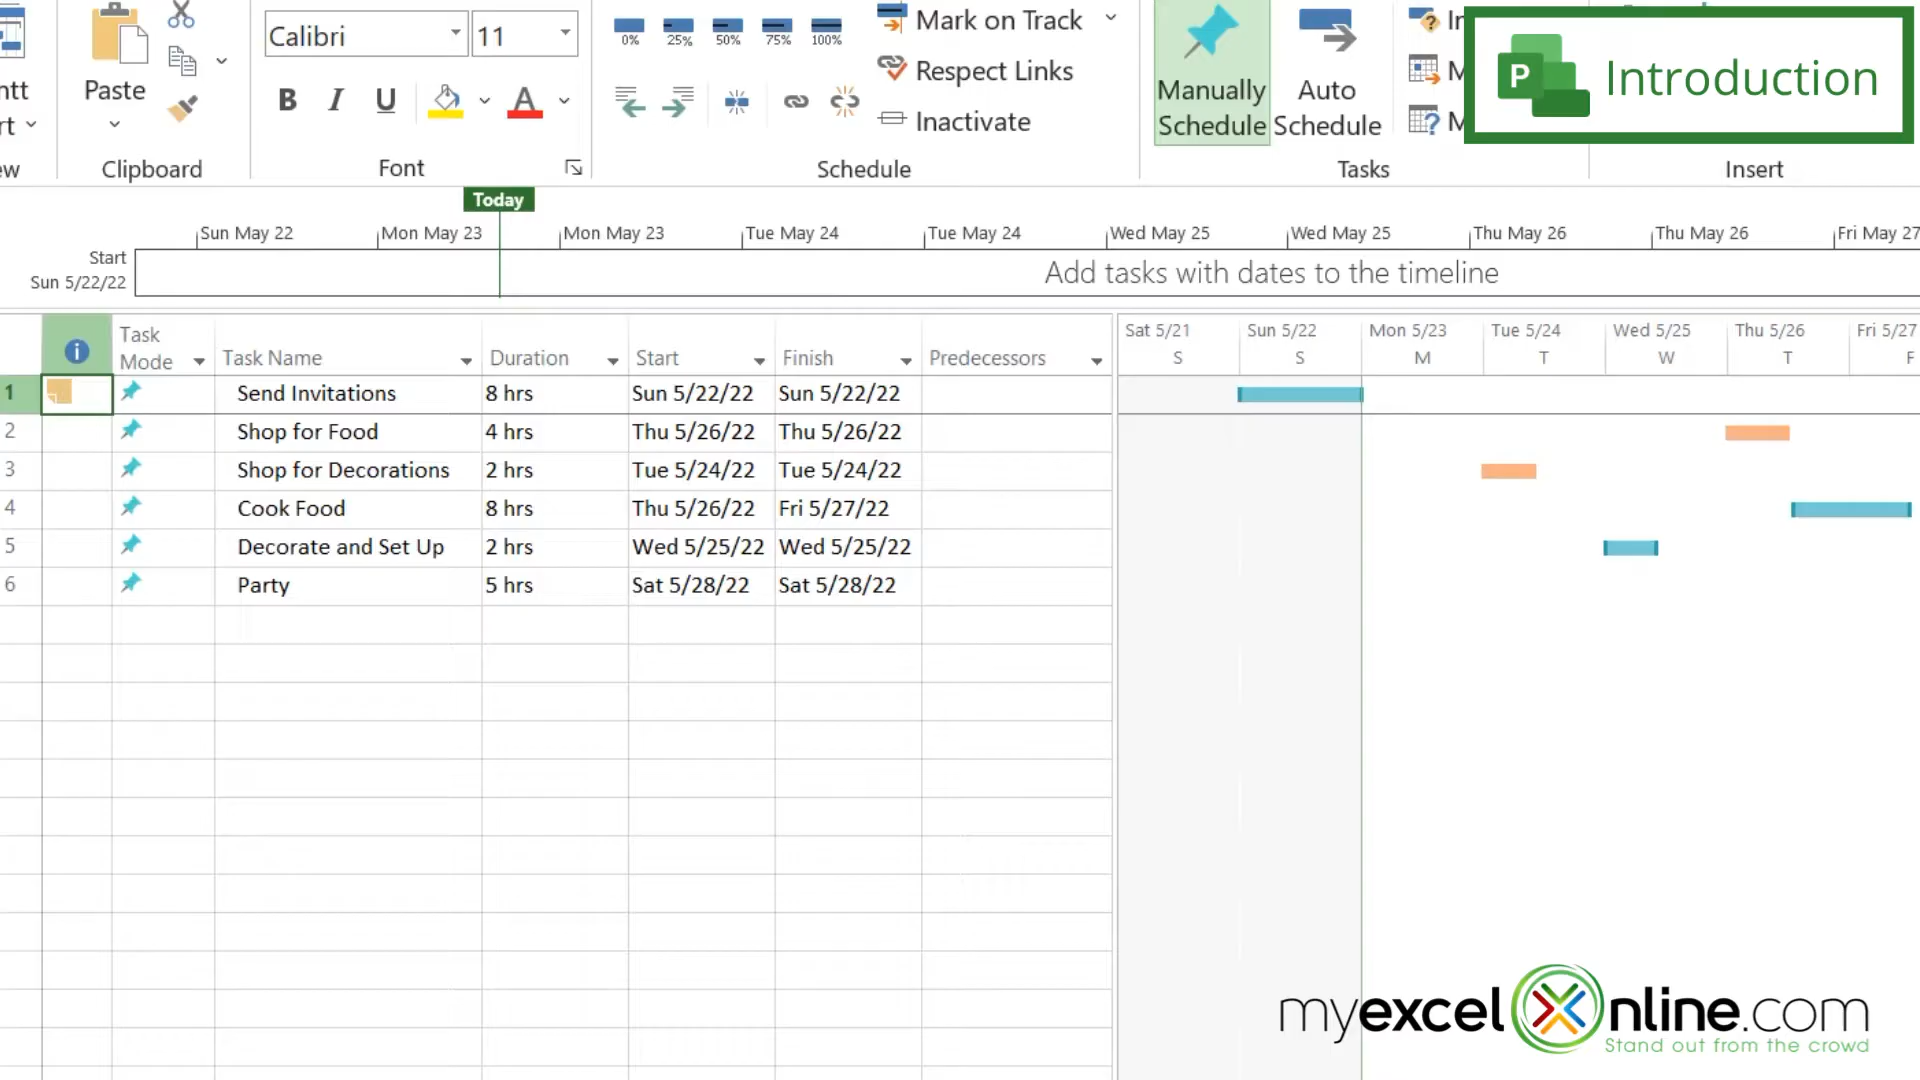 ntt
rt
ew
Paste
Clipboard
Calibri
11
B I U
A
Font
0% 25% 50% 75% 100%
Mark on Track
Respect Links
Inactivate
Schedule
Manually Schedule
Auto Schedule
Tasks
In
M
M
Insert
P Introduction
Today
Sun May 22 Mon May 23 Mon May 23 Tue May 24 Tue May 24 Wed May 25 Wed May 25 Thu May 26 Thu May 26 Fri May 27
Start
Sun 5/22/22
Add tasks with dates to the timeline
i Task Mode Task Name Duration Start Finish Predecessors
Sat 5/21 Sun 5/22 Mon 5/23 Tue 5/24 Wed 5/25 Thu 5/26 Fri 5/27
S S M T W T F
1 Send Invitations 8 hrs Sun 5/22/22 Sun 5/22/22
2 Shop for Food 4 hrs Thu 5/26/22 Thu 5/26/22
3 Shop for Decorations 2 hrs Tue 5/24/22 Tue 5/24/22
4 Cook Food 8 hrs Thu 5/26/22 Fri 5/27/22
5 Decorate and Set Up 2 hrs Wed 5/25/22 Wed 5/25/22
6 Party 5 hrs Sat 5/28/22 Sat 5/28/22
myexcelOnline.com
Stand out from the crowd